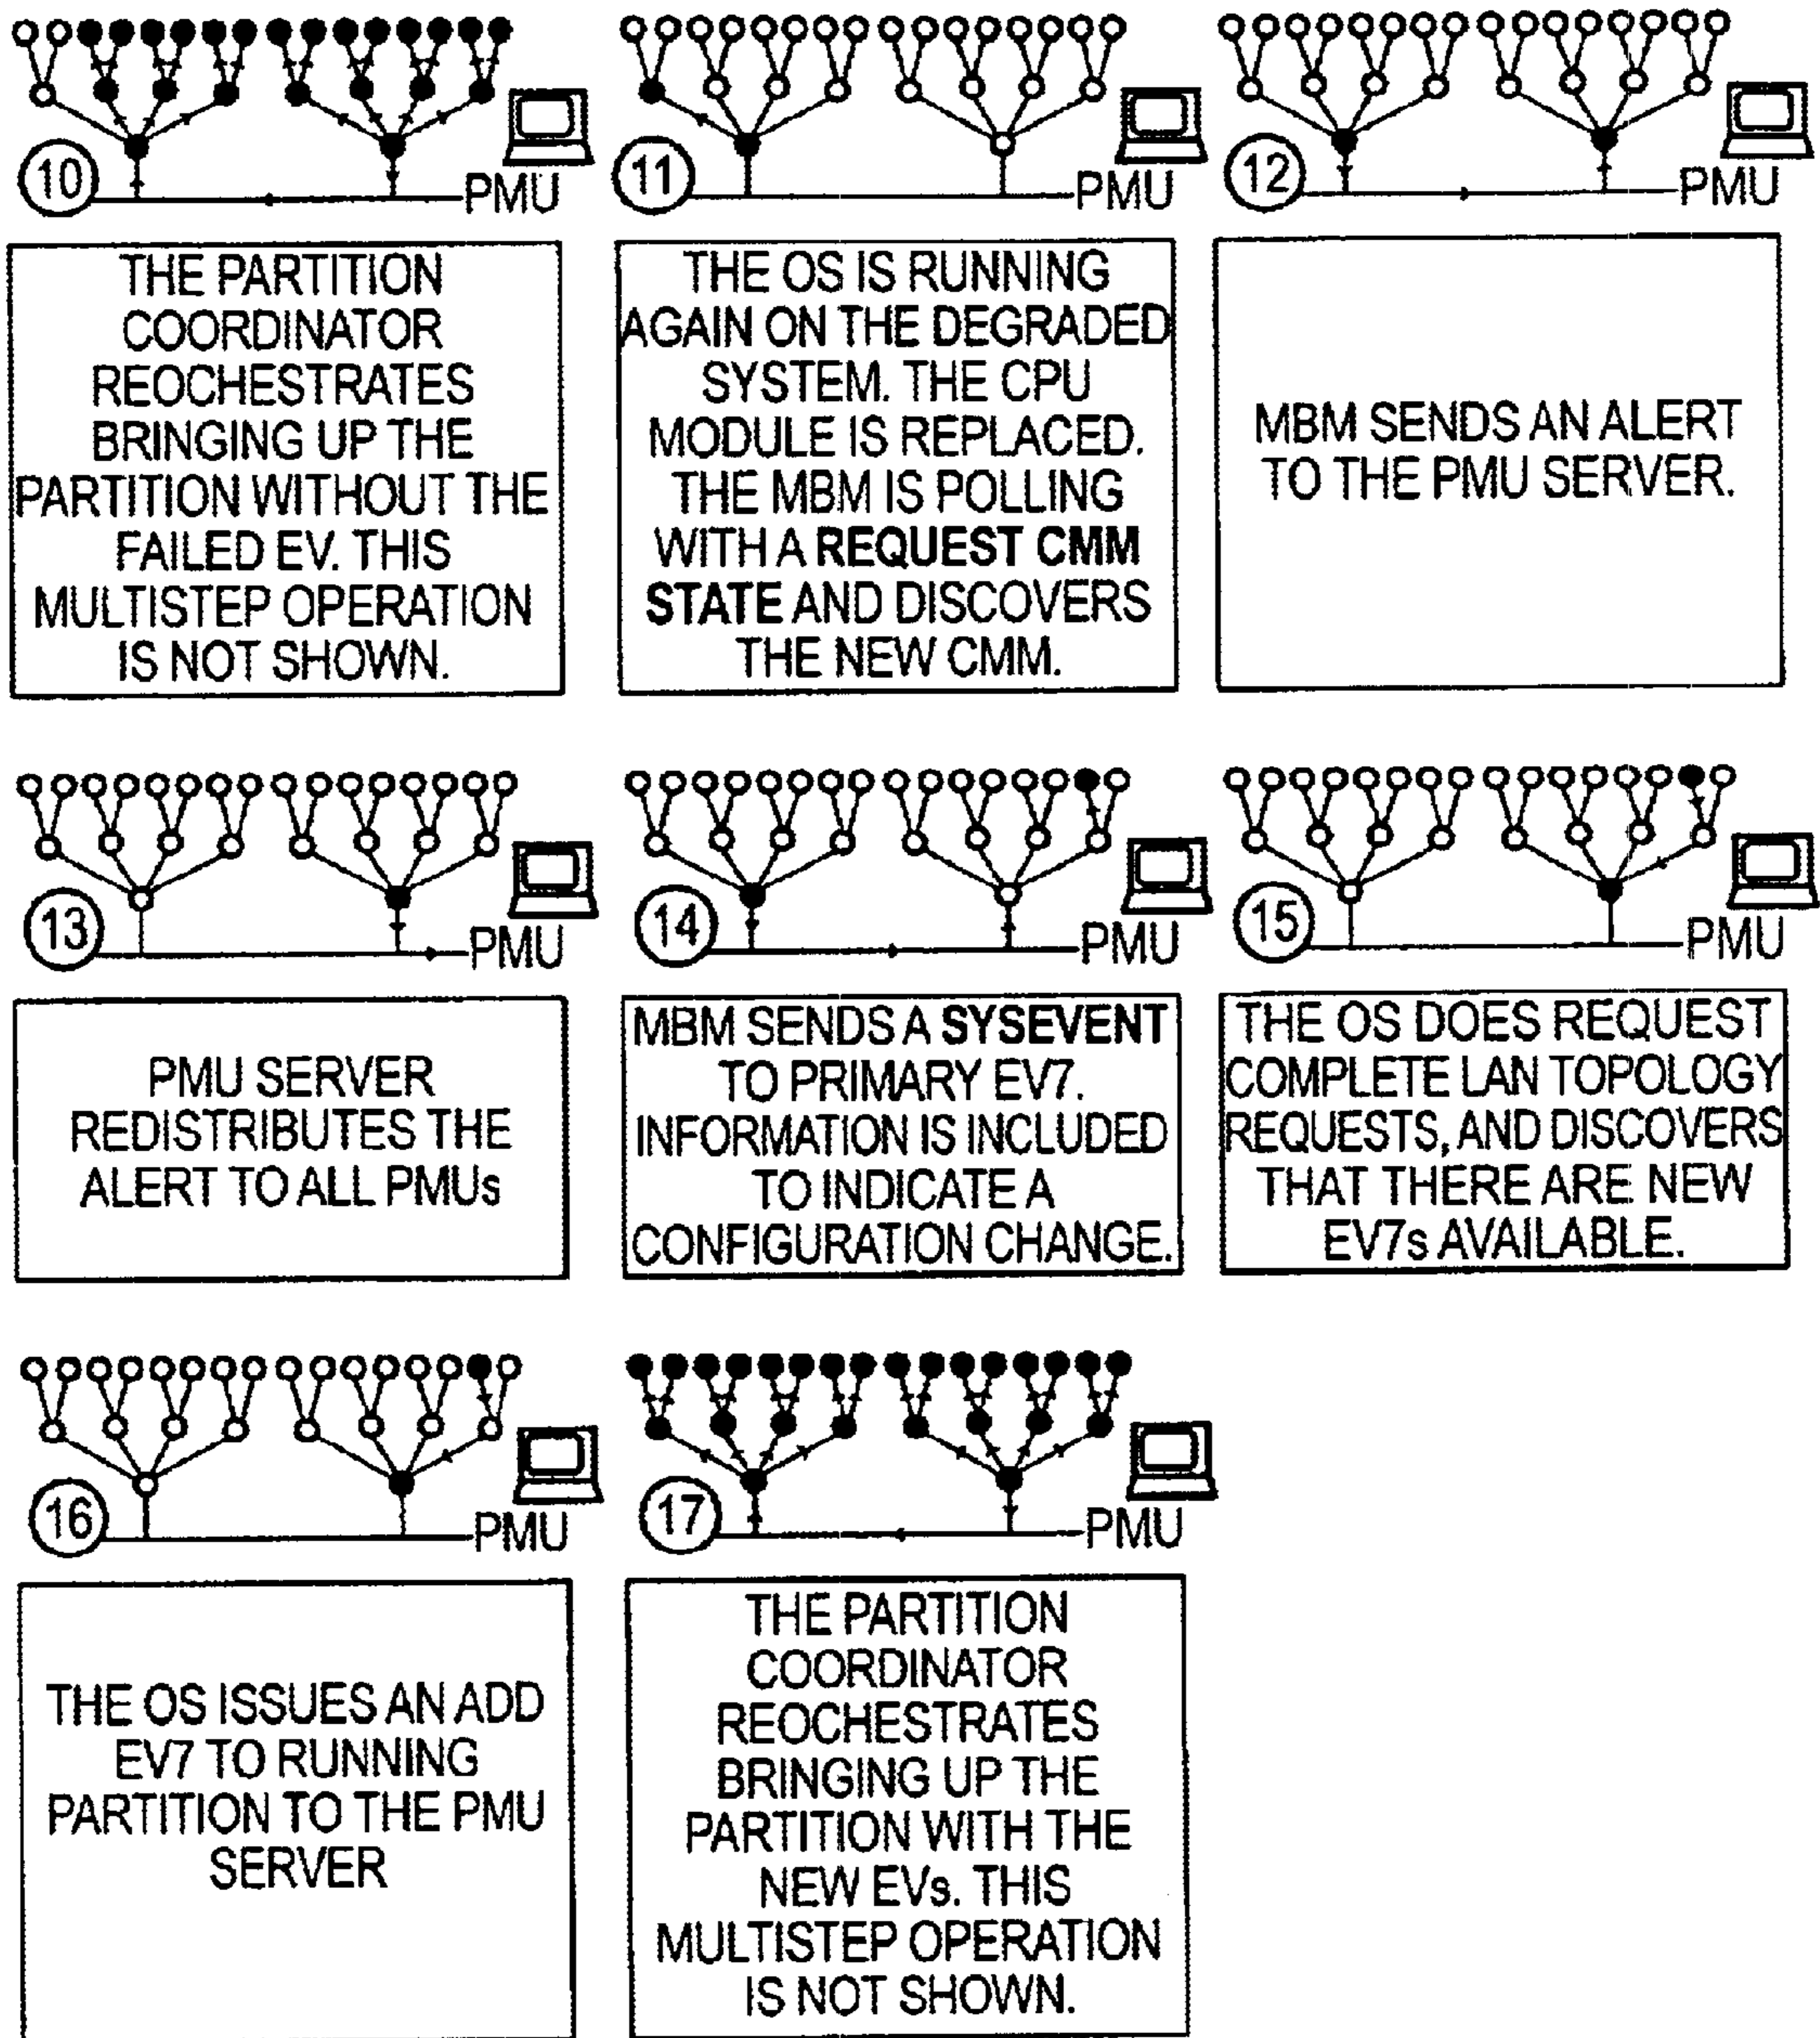 10
PMU
11
PMU
12
PMU
THE PARTITION
COORDINATOR
REOCHESTRATES
BRINGING UP THE
PARTITION WITHOUT THE
FAILED EV. THIS
MULTISTEP OPERATION
IS NOT SHOWN.
THE OS IS RUNNING
AGAIN ON THE DEGRADED
SYSTEM. THE CPU
MODULE IS REPLACED.
THE MBM IS POLLING
WITH A REQUEST CMM
STATE AND DISCOVERS
THE NEW CMM.
MBM SENDS AN ALERT
TO THE PMU SERVER.
13
PMU
14
PMU
15
PMU
PMU SERVER
REDISTRIBUTES THE
ALERT TO ALL PMUs
MBM SENDS A SYSEVENT
TO PRIMARY EV7.
INFORMATION IS INCLUDED
TO INDICATE A
CONFIGURATION CHANGE.
THE OS DOES REQUEST
COMPLETE LAN TOPOLOGY
REQUESTS, AND DISCOVERS
THAT THERE ARE NEW
EV7s AVAILABLE.
16
PMU
17
PMU
THE OS ISSUES AN ADD
EV7 TO RUNNING
PARTITION TO THE PMU
SERVER
THE PARTITION
COORDINATOR
REOCHESTRATES
BRINGING UP THE
PARTITION WITH THE
NEW EVs. THIS
MULTISTEP OPERATION
IS NOT SHOWN.